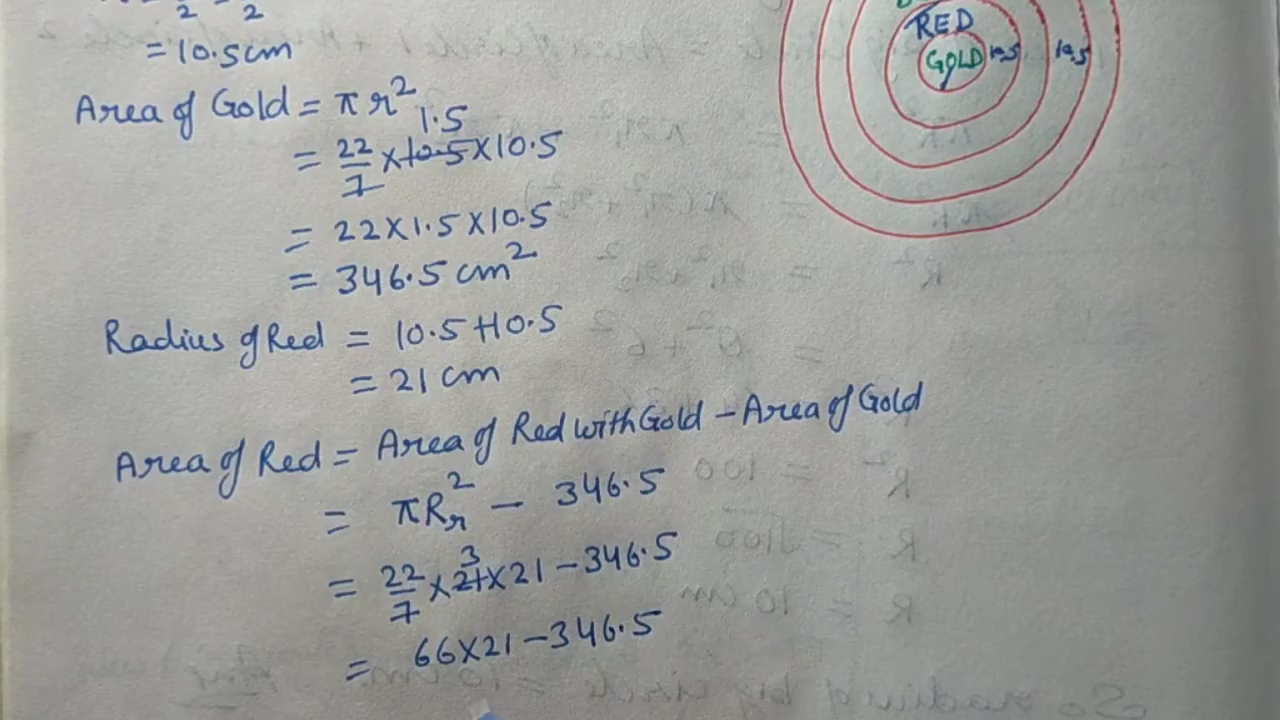 2 2
= 10.5cm
Area of Gold = πr²
1.5
= 22/7 × 10.5 × 10.5
= 22×1.5×10.5
= 346.5 cm²
Radius of Red = 10.5+10.5
= 21 cm
Area of Red = Area of Red with Gold - Area of Gold
= πRr² - 346.5
3
= 22/7 × 21 × 21 - 346.5
= 66×21 - 346.5
RED
GOLD 10.5 10.5